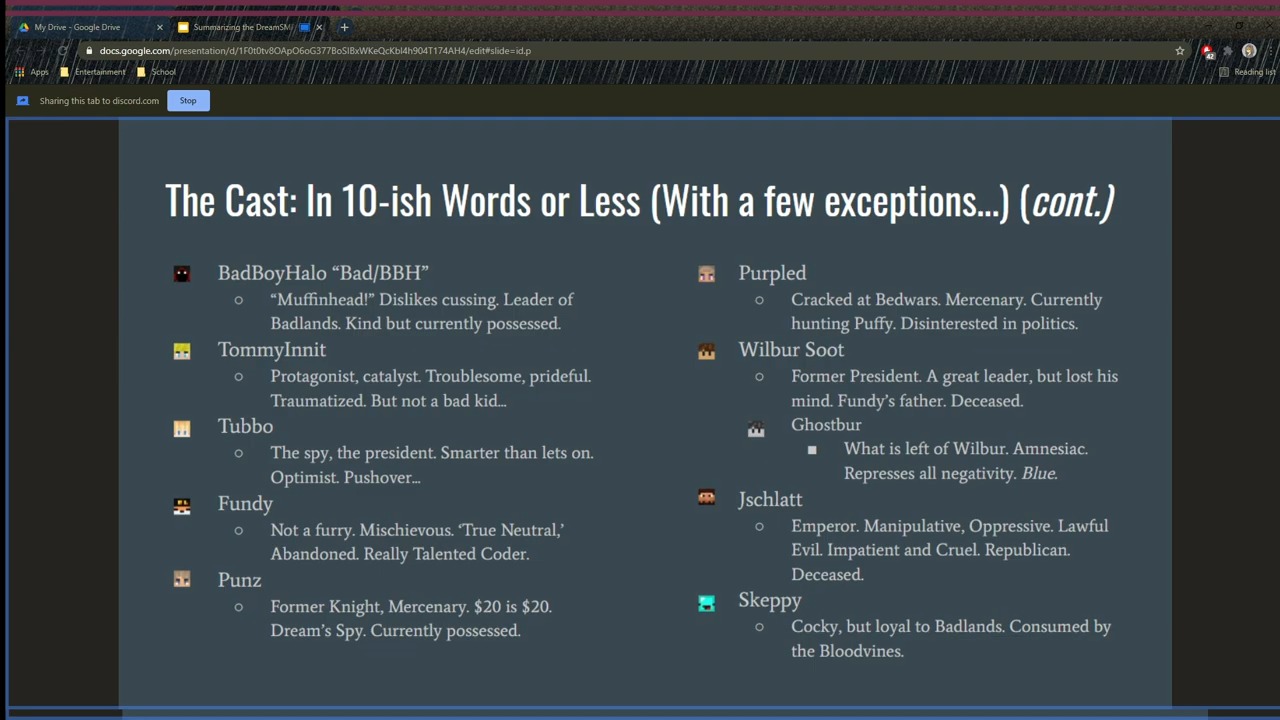 My Drive - Google Drive
Summarizing the DreamSM
docs.google.com/presentation/d/1F0t0tv8OApO6oG377BoSIBxWKeQcKbl4h904T174AH4/edit#slide=id.p
42
Apps
Entertainment
School
Reading list
Sharing this tab to discord.com
Stop
The Cast: In 10-ish Words or Less (With a few exceptions...) (cont.)
BadBoyHalo “Bad/BBH”
“Muffinhead!” Dislikes cussing. Leader of
Badlands. Kind but currently possessed.
TommyInnit
Protagonist, catalyst. Troublesome, prideful.
Traumatized. But not a bad kid...
Tubbo
The spy, the president. Smarter than lets on.
Optimist. Pushover...
Fundy
Not a furry. Mischievous. ‘True Neutral,’
Abandoned. Really Talented Coder.
Punz
Former Knight, Mercenary. $20 is $20.
Dream’s Spy. Currently possessed.
Purpled
Cracked at Bedwars. Mercenary. Currently
hunting Puffy. Disinterested in politics.
Wilbur Soot
Former President. A great leader, but lost his
mind. Fundy’s father. Deceased.
Ghostbur
What is left of Wilbur. Amnesiac.
Represses all negativity. Blue.
Jschlatt
Emperor. Manipulative, Oppressive. Lawful
Evil. Impatient and Cruel. Republican.
Deceased.
Skeppy
Cocky, but loyal to Badlands. Consumed by
the Bloodvines.